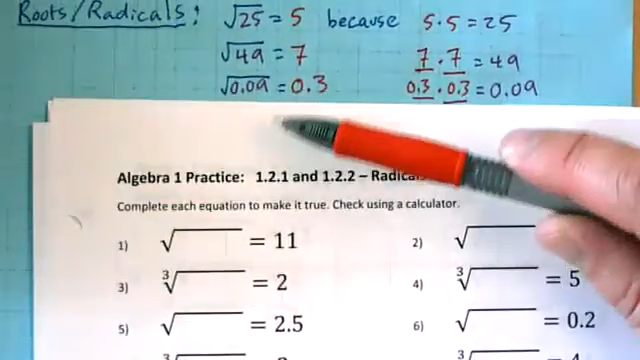 Roots/Radicals: √25 = 5 because 5·5 = 25
√49 = 7 7·7 = 49
√0.09 = 0.3 0.3·0.3 = 0.09
Algebra 1 Practice: 1.2.1 and 1.2.2 –
Complete each equation to make it true. Check using a calculator.
1) √ = 11 2) √
3) ∛ = 2 4) ∛ = 5
5) √ = 2.5 6) √ = 0.2